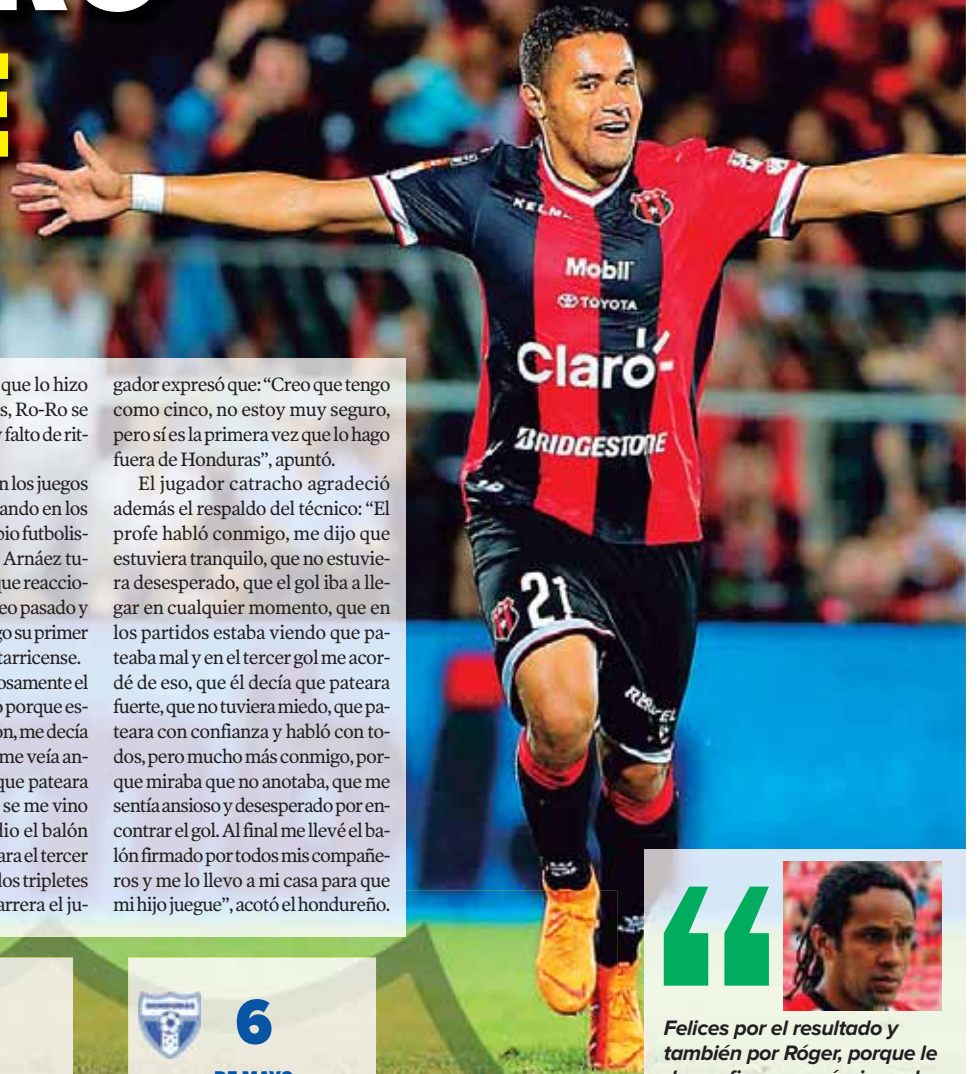 que lo hizo
s, Ro-Ro se
falto de rit-
n los juegos
ando en los
bio futbolis-
Arnáez tu-
que reaccio-
eo pasado y
go su primer
tarricense.
osamente el
o porque es-
ón, me decía
me veía an-
que pateara
se me vino
dio el balón
ara el tercer
los tripletes
arrera el ju-
gador expresó que: “Creo que tengo
como cinco, no estoy muy seguro,
pero sí es la primera vez que lo hago
fuera de Honduras”, apuntó.
El jugador catracho agradeció
además el respaldo del técnico: “El
profe habló conmigo, me dijo que
estuviera tranquilo, que no estuvie-
ra desesperado, que el gol iba a lle-
gar en cualquier momento, que en
los partidos estaba viendo que pa-
teaba mal y en el tercer gol me acor-
dé de eso, que él decía que pateara
fuerte, que no tuviera miedo, que pa-
teara con confianza y habló con to-
dos, pero mucho más conmigo, por-
que miraba que no anotaba, que me
sentía ansioso y desesperado por en-
contrar el gol. Al final me llevé el ba-
lón firmado por todos mis compañe-
ros y me lo llevo a mi casa para que
mi hijo juegue”, acotó el hondureño.
Mobil
TOYOTA
Claro-
BRIDGESTONE
21
HONDURAS
6
DE MAYO
“
Felices por el resultado y
también por Róger, porque le